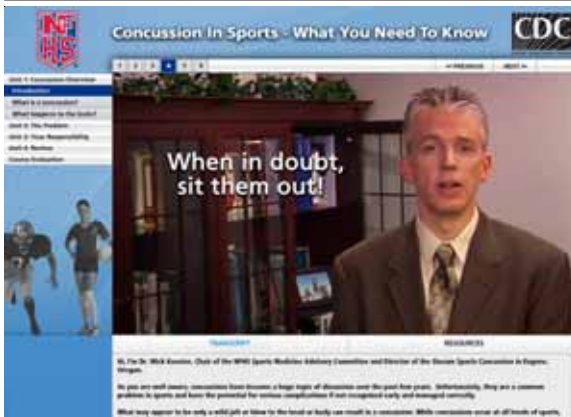 NFHS
Concussion In Sports - What You Need To Know
CDC
1 2 3 4 5 6
<< PREVIOUS NEXT >>
Unit 1: Concussion Overview
Introduction
What is a concussion?
What happens to the brain?
Unit 2: The Problem
Unit 3: Your Responsibility
Unit 4: Review
Course Evaluation
When in doubt,
sit them out!
TRANSCRIPT RESOURCES
Hi, I'm Dr. Mick Koester, Chair of the NFHS Sports Medicine Advisory Committee and Director of the Slocum Sports Concussion in Eugene,
Oregon.
As you are well aware, concussions have become a huge topic of discussion over the past few years. Unfortunately, they are a common
problem in sports and have the potential for serious complications if not recognized early and managed correctly.
What may appear to be only a mild jolt or blow to the head or body can result in a concussion. While concussions occur at all levels of sports,